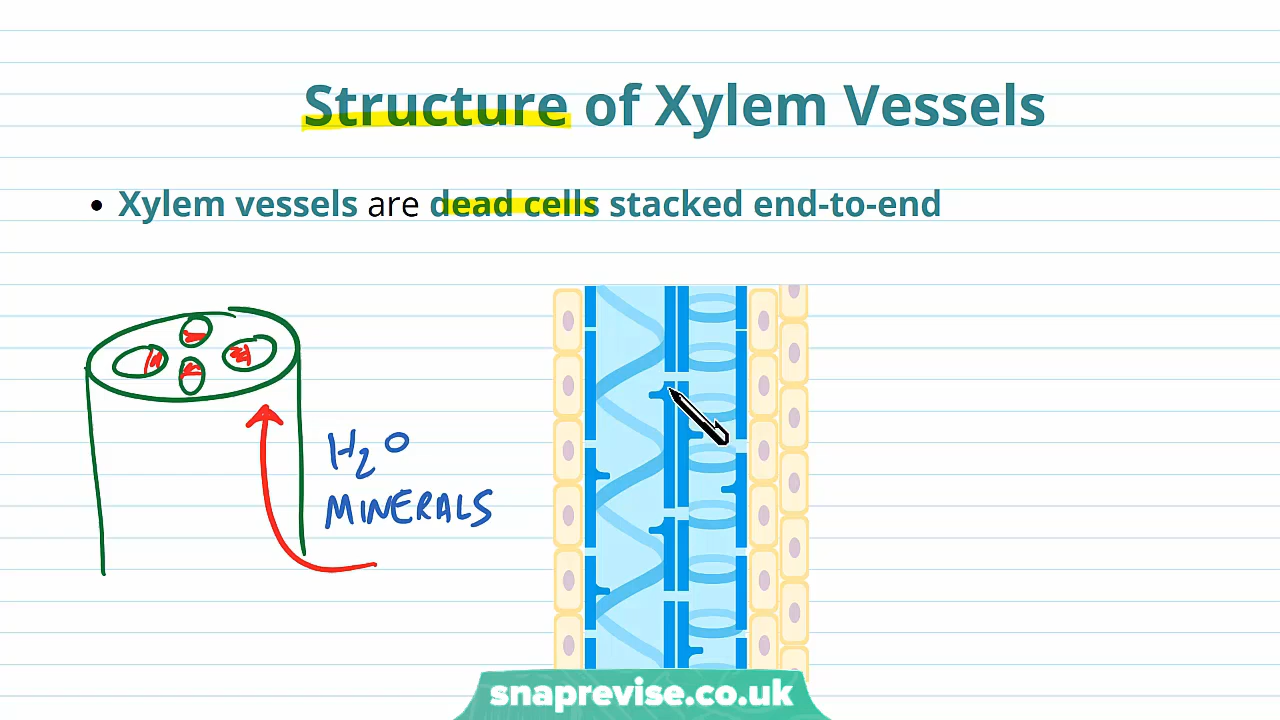 Structure of Xylem Vessels
• Xylem vessels are dead cells stacked end-to-end
H2O
MINERALS
snaprevise.co.uk